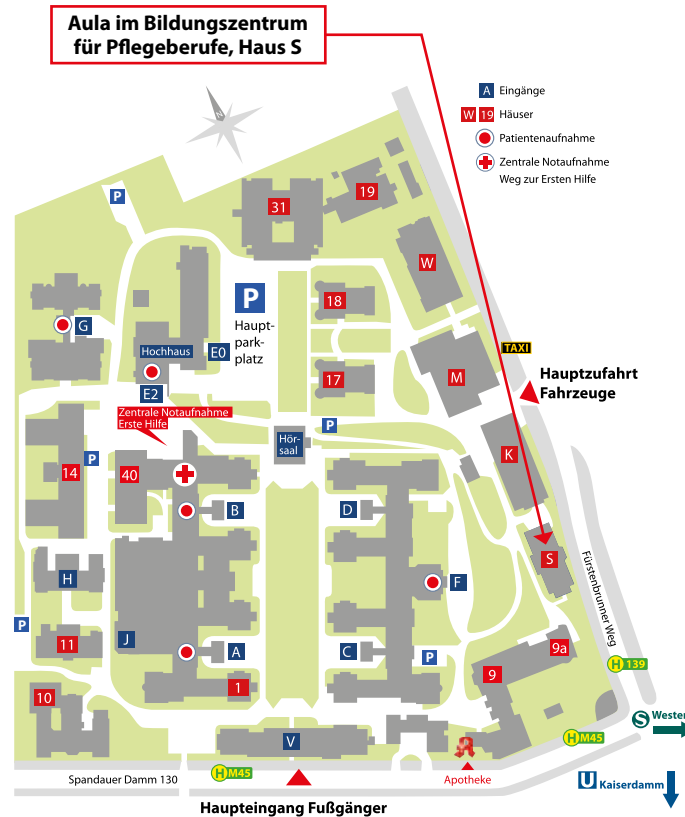 Aula im Bildungszentrum
für Pflegeberufe, Haus S
N
A Eingänge
W 19 Häuser
Patientenaufnahme
Zentrale Notaufnahme
Weg zur Ersten Hilfe
P
31
19
W
G
P
Haupt-
park-
platz
18
Hochhaus
E0
E2
17
M
TAXI
Hauptzufahrt
Fahrzeuge
Zentrale Notaufnahme
Erste Hilfe
P
Hör-
saal
14
P
40
K
B
D
S
H
F
Fürstenbrunner Weg
P
11
J
A
C
P
9a
9
H 139
10
1
S Westend
V
H M45
A
H M45
Spandauer Damm 130
Apotheke
U Kaiserdamm
Haupteingang Fußgänger